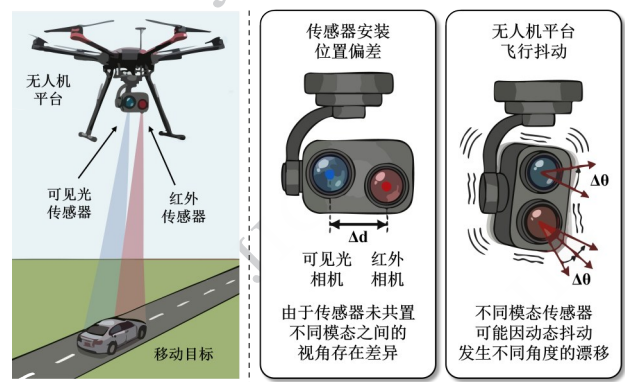 无人机
平台
可见光
传感器
红外
传感器
移动目标
传感器安装
位置偏差
Δd
可见光
相机
红外
相机
由于传感器未共置
不同模态之间的
视角存在差异
无人机平台
飞行抖动
Δθ
Δθ
不同模态传感器
可能因动态抖动
发生不同角度的漂移